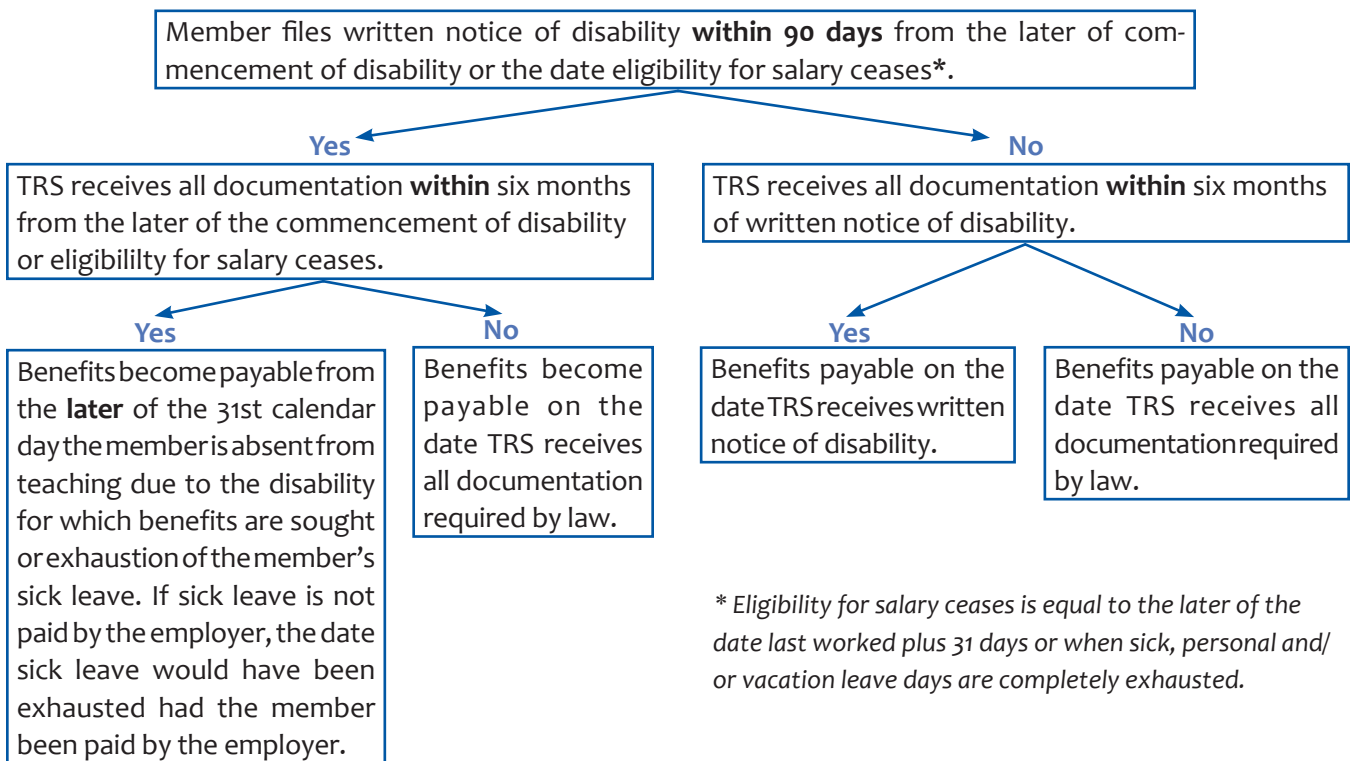 Member files written notice of disability within 90 days from the later of com-
mencement of disability or the date eligibility for salary ceases*.
Yes
No
TRS receives all documentation within six months
from the later of the commencement of disability
or eligibililty for salary ceases.
TRS receives all documentation within six months
of written notice of disability.
Yes
No
Yes
No
Benefits become payable from
the later of the 31st calendar
day the member is absent from
teaching due to the disability
for which benefits are sought
or exhaustion of the member's
sick leave. If sick leave is not
paid by the employer, the date
sick leave would have been
exhausted had the member
been paid by the employer.
Benefits become
payable on the
date TRS receives
all documentation
required by law.
Benefits payable on the
date TRS receives written
notice of disability.
Benefits payable on the
date TRS receives all
documentation required
by law.
* Eligibility for salary ceases is equal to the later of the
date last worked plus 31 days or when sick, personal and/
or vacation leave days are completely exhausted.